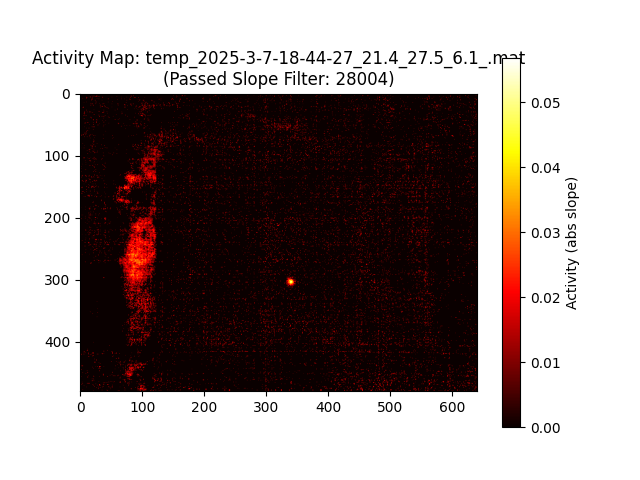 Activity Map: temp_2025-3-7-18-44-27_21.4_27.5_6.1_.mat
(Passed Slope Filter: 28004)
0
100
200
300
400
0 100 200 300 400 500 600
0.05
0.04
0.03
0.02
0.01
0.00
Activity (abs slope)